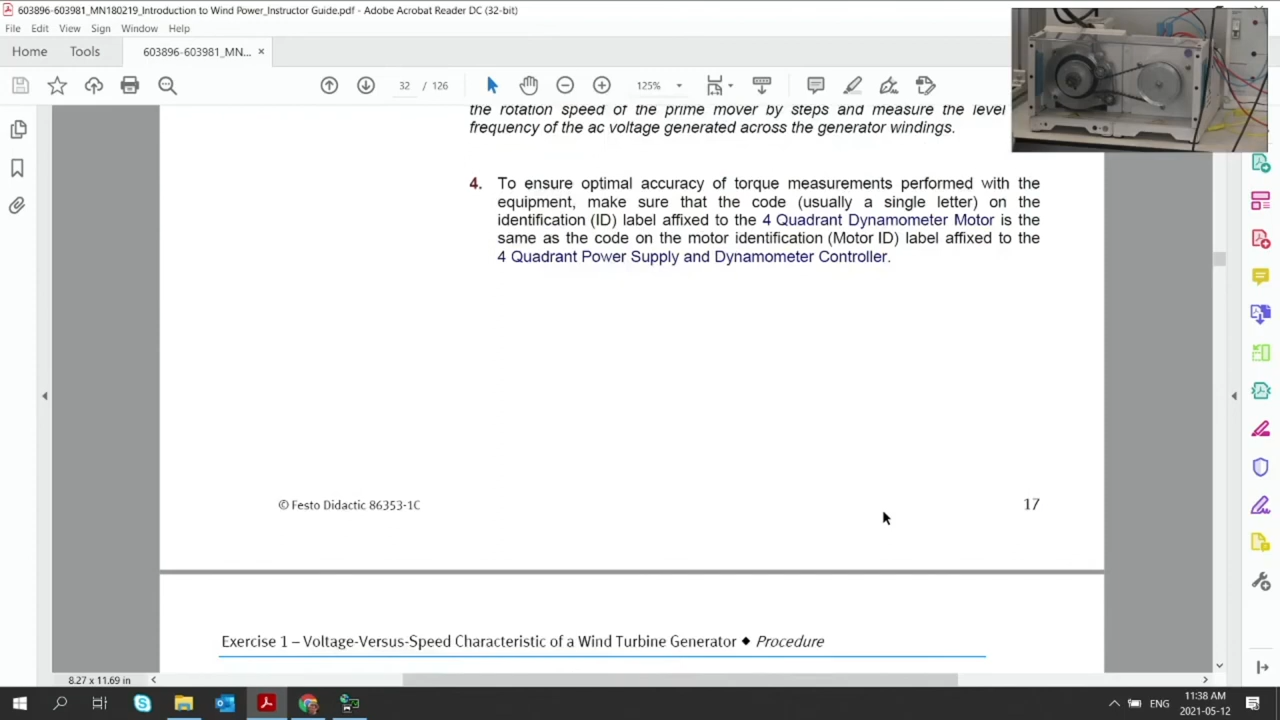 603896-603981_MN180219_Introduction to Wind Power_Instructor Guide.pdf - Adobe Acrobat Reader DC (32-bit)
File Edit View Sign Window Help
Home Tools 603896-603981_MN... ×
32 / 126 125%
the rotation speed of the prime mover by steps and measure the level
frequency of the ac voltage generated across the generator windings.
4. To ensure optimal accuracy of torque measurements performed with the
equipment, make sure that the code (usually a single letter) on the
identification (ID) label affixed to the 4 Quadrant Dynamometer Motor is the
same as the code on the motor identification (Motor ID) label affixed to the
4 Quadrant Power Supply and Dynamometer Controller.
© Festo Didactic 86353-1C 17
Exercise 1 – Voltage-Versus-Speed Characteristic of a Wind Turbine Generator ◆ Procedure
8.27 x 11.69 in
ENG 11:38 AM
2021-05-12